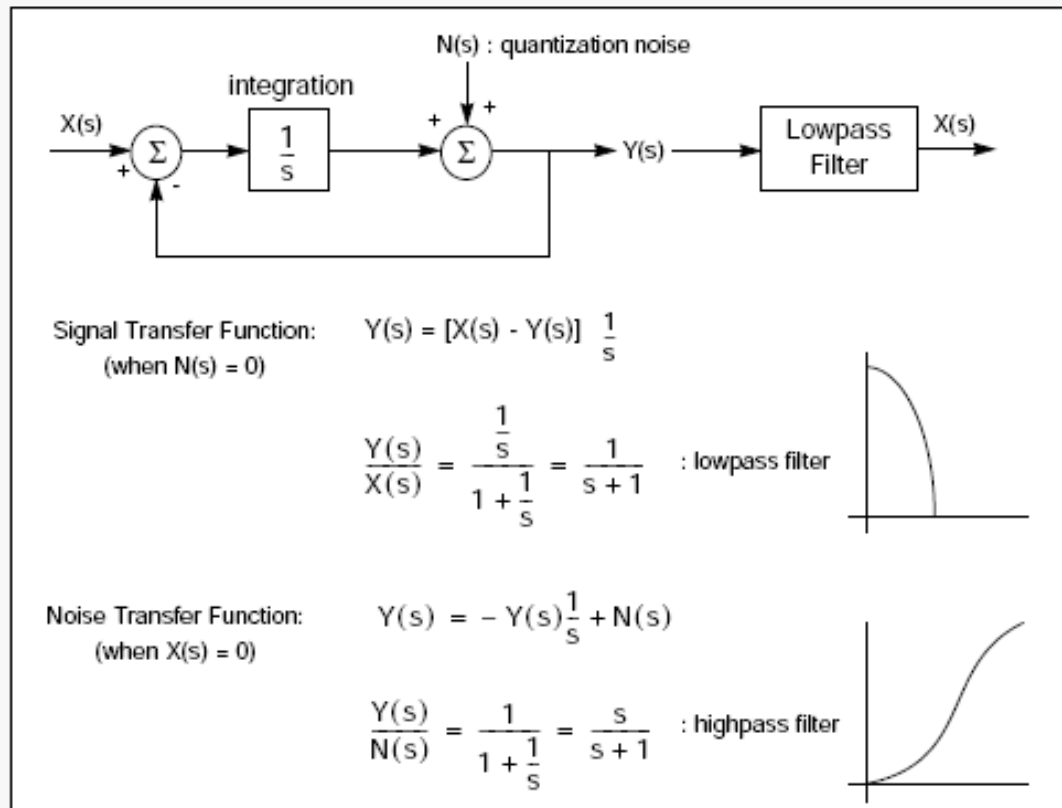 N(s) : quantization noise
integration
X(s)
+
-
Σ
1/s
+
+
Σ
Y(s)
Lowpass
Filter
X(s)
Signal Transfer Function:
(when N(s) = 0)
Y(s) = [X(s) - Y(s)] 1/s
Y(s)/X(s) = (1/s)/(1 + 1/s) = 1/(s + 1) : lowpass filter
Noise Transfer Function:
(when X(s) = 0)
Y(s) = – Y(s) 1/s + N(s)
Y(s)/N(s) = 1/(1 + 1/s) = s/(s + 1) : highpass filter